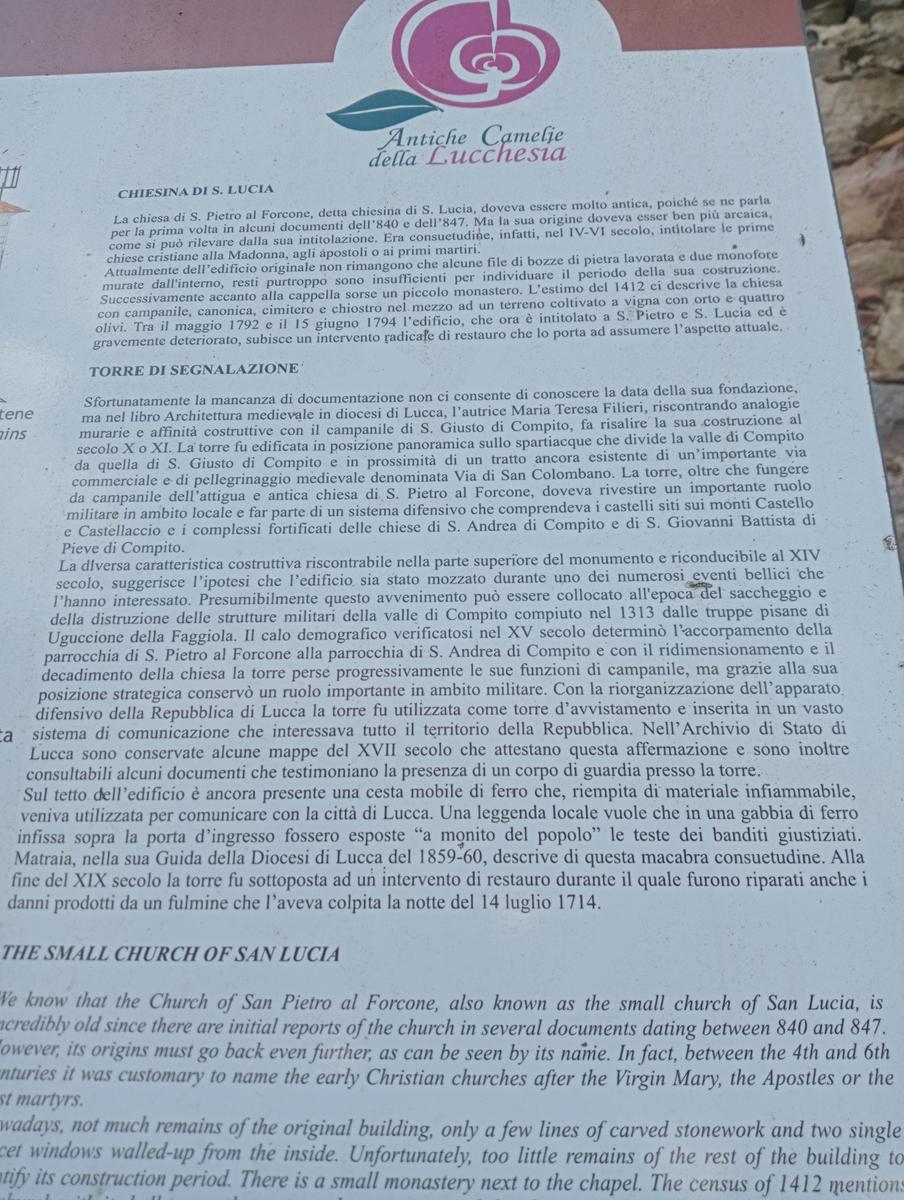 Antiche Camelie
della Lucchesia
CHIESINA DI S. LUCIA
La chiesa di S. Pietro al Forcone, detta chiesina di S. Lucia, doveva essere molto antica, poiché se ne parla
per la prima volta in alcuni documenti dell'840 e dell'847. Ma la sua origine doveva esser ben più arcaica,
come si può rilevare dalla sua intitolazione. Era consuetudine, infatti, nel IV-VI secolo, intitolare le prime
chiese cristiane alla Madonna, agli apostoli o ai primi martiri.
Attualmente dell'edificio originale non rimangono che alcune file di bozze di pietra lavorata e due monofore
murate dall'interno, resti purtroppo sono insufficienti per individuare il periodo della sua costruzione.
Successivamente accanto alla cappella sorse un piccolo monastero. L'estimo del 1412 ci descrive la chiesa
con campanile, canonica, cimitero e chiostro nel mezzo ad un terreno coltivato a vigna con orto e quattro
olivi. Tra il maggio 1792 e il 15 giugno 1794 l'edificio, che ora è intitolato a S. Pietro e S. Lucia ed è
gravemente deteriorato, subisce un intervento radicale di restauro che lo porta ad assumere l'aspetto attuale.
TORRE DI SEGNALAZIONE
Sfortunatamente la mancanza di documentazione non ci consente di conoscere la data della sua fondazione,
ma nel libro Architettura medievale in diocesi di Lucca, l'autrice Maria Teresa Filieri, riscontrando analogie
murarie e affinità costruttive con il campanile di S. Giusto di Compito, fa risalire la sua costruzione al
secolo X o XI. La torre fu edificata in posizione panoramica sullo spartiacque che divide la valle di Compito
da quella di S. Giusto di Compito e in prossimità di un tratto ancora esistente di un'importante via
commerciale e di pellegrinaggio medievale denominata Via di San Colombano. La torre, oltre che fungere
da campanile dell'attigua e antica chiesa di S. Pietro al Forcone, doveva rivestire un importante ruolo
militare in ambito locale e far parte di un sistema difensivo che comprendeva i castelli siti sui monti Castello
e Castellaccio e i complessi fortificati delle chiese di S. Andrea di Compito e di S. Giovanni Battista di
Pieve di Compito.
La diversa caratteristica costruttiva riscontrabile nella parte superiore del monumento e riconducibile al XIV
secolo, suggerisce l'ipotesi che l'edificio sia stato mozzato durante uno dei numerosi eventi bellici che
l'hanno interessato. Presumibilmente questo avvenimento può essere collocato all'epoca del saccheggio e
della distruzione delle strutture militari della valle di Compito compiuto nel 1313 dalle truppe pisane di
Uguccione della Faggiola. Il calo demografico verificatosi nel XV secolo determinò l'accorpamento della
parrocchia di S. Pietro al Forcone alla parrocchia di S. Andrea di Compito e con il ridimensionamento e il
decadimento della chiesa la torre perse progressivamente le sue funzioni di campanile, ma grazie alla sua
posizione strategica conservò un ruolo importante in ambito militare. Con la riorganizzazione dell'apparato
difensivo della Repubblica di Lucca la torre fu utilizzata come torre d'avvistamento e inserita in un vasto
sistema di comunicazione che interessava tutto il territorio della Repubblica. Nell'Archivio di Stato di
Lucca sono conservate alcune mappe del XVII secolo che attestano questa affermazione e sono inoltre
consultabili alcuni documenti che testimoniano la presenza di un corpo di guardia presso la torre.
Sul tetto dell'edificio è ancora presente una cesta mobile di ferro che, riempita di materiale infiammabile,
veniva utilizzata per comunicare con la città di Lucca. Una leggenda locale vuole che in una gabbia di ferro
infissa sopra la porta d'ingresso fossero esposte "a monito del popolo" le teste dei banditi giustiziati.
Matraia, nella sua Guida della Diocesi di Lucca del 1859-60, descrive di questa macabra consuetudine. Alla
fine del XIX secolo la torre fu sottoposta ad un intervento di restauro durante il quale furono riparati anche i
danni prodotti da un fulmine che l'aveva colpita la notte del 14 luglio 1714.
THE SMALL CHURCH OF SAN LUCIA
We know that the Church of San Pietro al Forcone, also known as the small church of San Lucia, is
ncredibly old since there are initial reports of the church in several documents dating between 840 and 847.
owever, its origins must go back even further, as can be seen by its name. In fact, between the 4th and 6th
nturies it was customary to name the early Christian churches after the Virgin Mary, the Apostles or the
st martyrs.
wadays, not much remains of the original building, only a few lines of carved stonework and two single
cet windows walled-up from the inside. Unfortunately, too little remains of the rest of the building to
ntify its construction period. There is a small monastery next to the chapel. The census of 1412 mentions